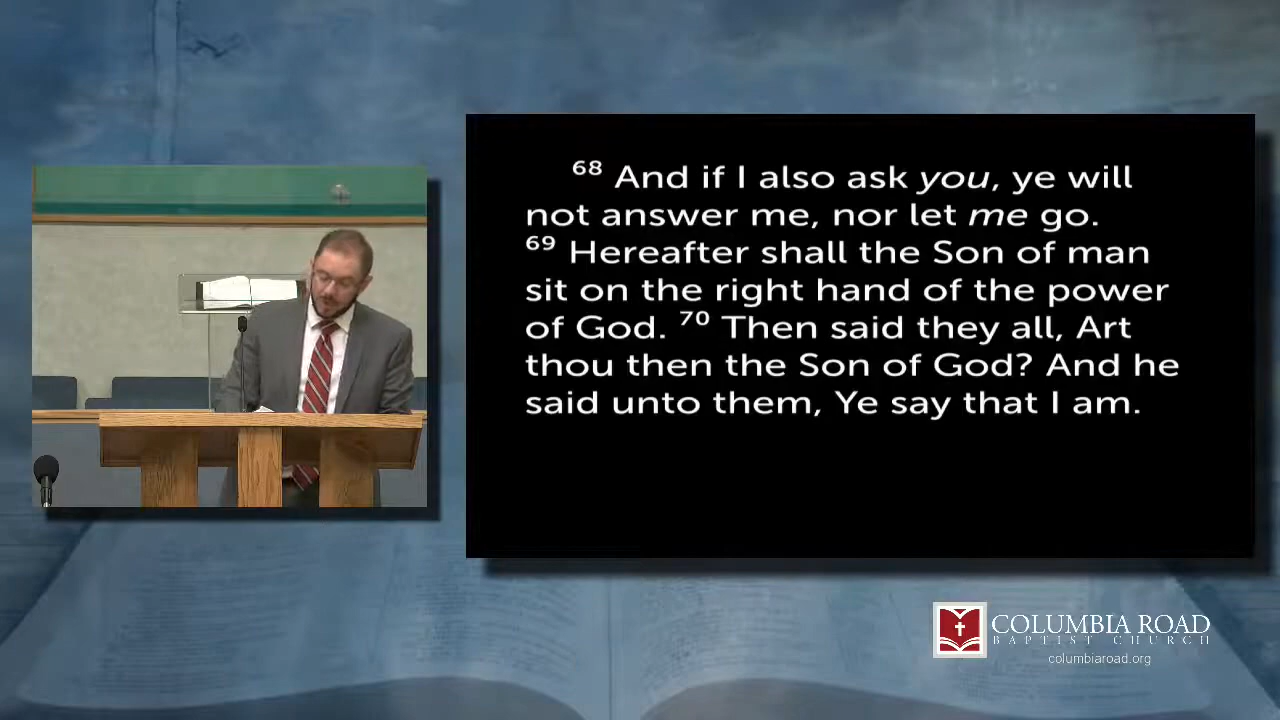 68 And if I also ask you, ye will
not answer me, nor let me go.
69 Hereafter shall the Son of man
sit on the right hand of the power
of God. 70 Then said they all, Art
thou then the Son of God? And he
said unto them, Ye say that I am.
COLUMBIA ROAD
BAPTIST CHURCH
columbiaroad.org